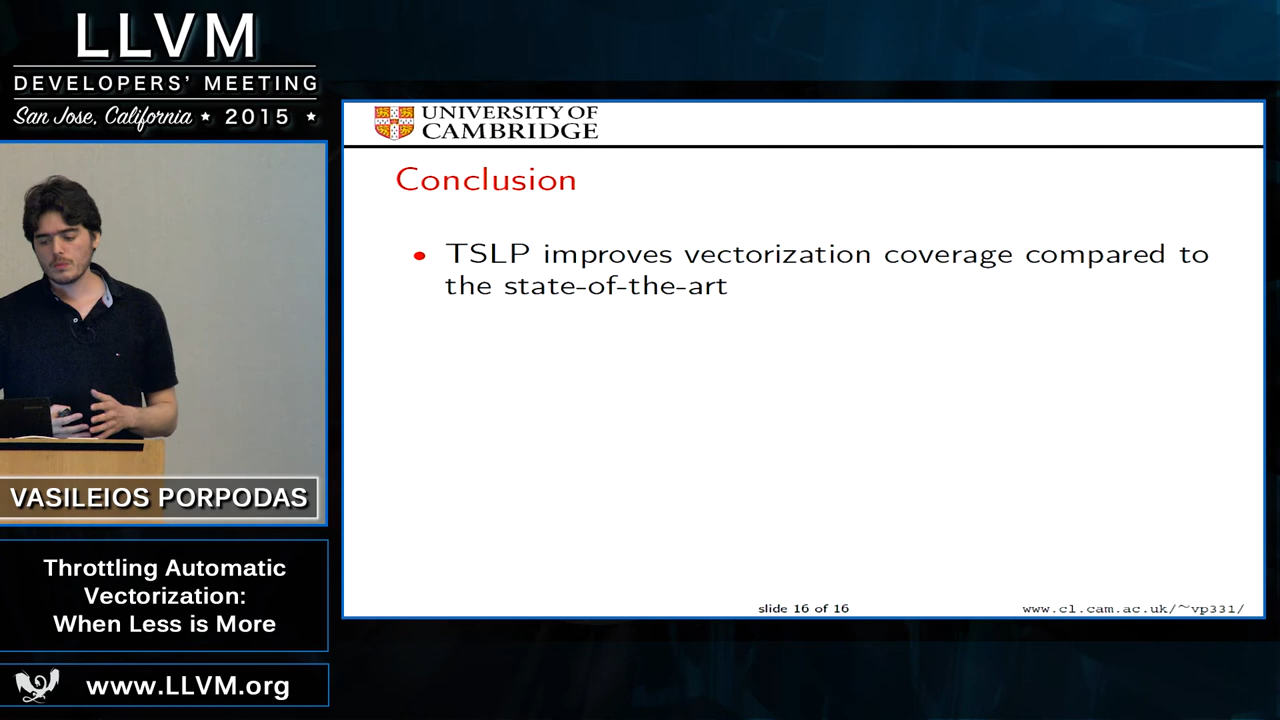 LLVM
DEVELOPERS' MEETING
San Jose, California ★ 2015 ★
VASILEIOS PORPODAS
Throttling Automatic
Vectorization:
When Less is More
www.LLVM.org
UNIVERSITY OF
CAMBRIDGE
Conclusion
• TSLP improves vectorization coverage compared to
the state-of-the-art
slide 16 of 16
www.cl.cam.ac.uk/~vp331/